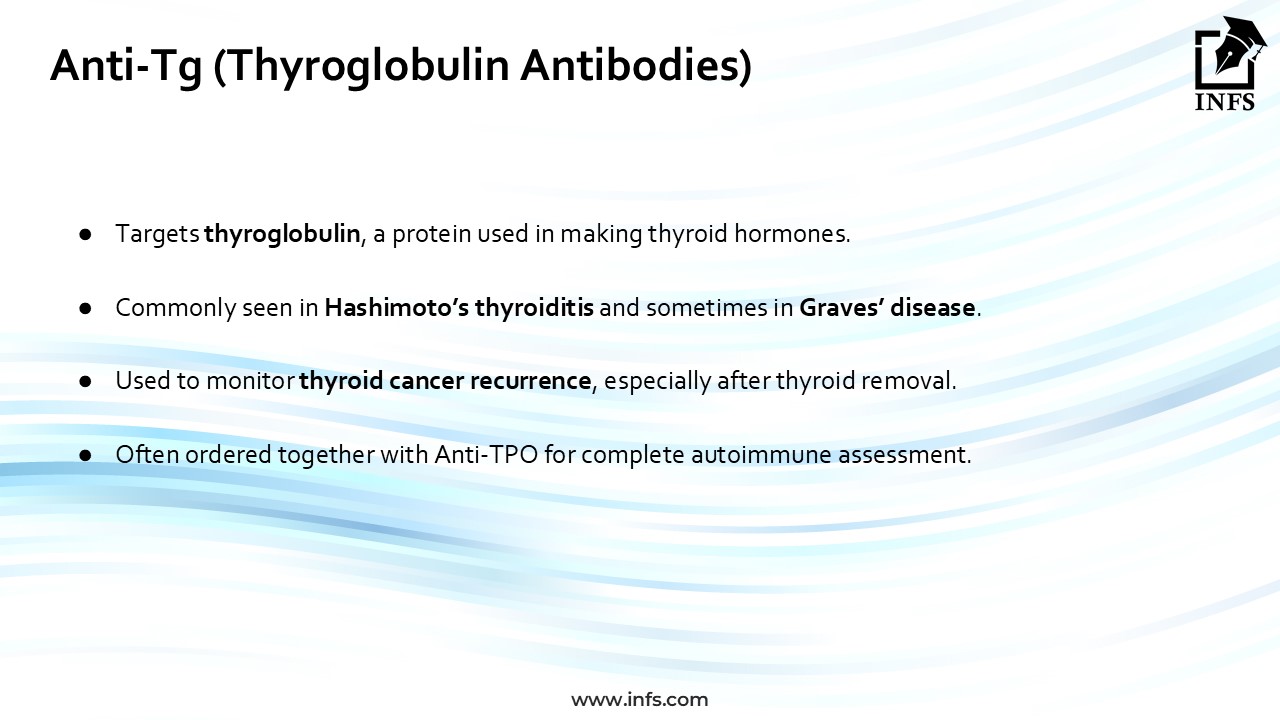 Anti-Tg (Thyroglobulin Antibodies)
INFS
● Targets thyroglobulin, a protein used in making thyroid hormones.
● Commonly seen in Hashimoto’s thyroiditis and sometimes in Graves’ disease.
● Used to monitor thyroid cancer recurrence, especially after thyroid removal.
● Often ordered together with Anti-TPO for complete autoimmune assessment.
www.infs.com